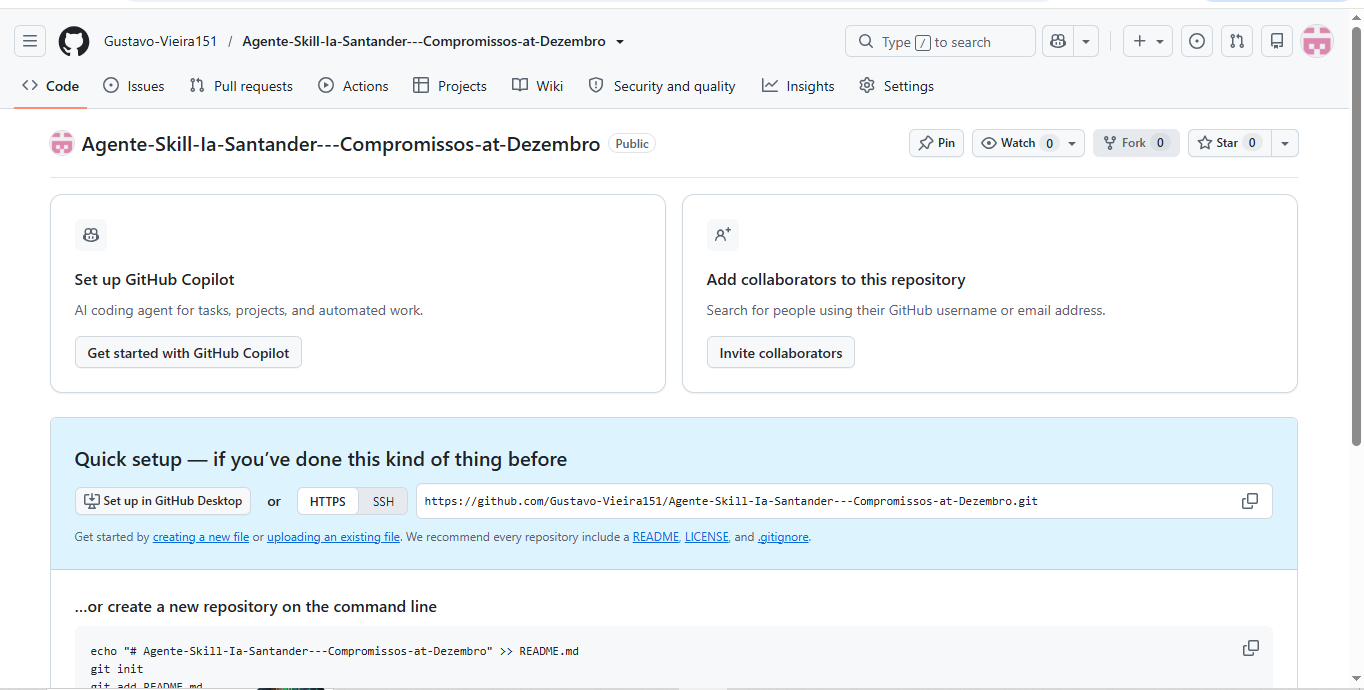 Gustavo-Vieira151 / Agente-Skill-Ia-Santander---Compromissos-at-Dezembro
Type / to search
Code
Issues
Pull requests
Actions
Projects
Wiki
Security and quality
Insights
Settings
Agente-Skill-Ia-Santander---Compromissos-at-Dezembro Public
Pin
Watch 0
Fork 0
Star 0
Set up GitHub Copilot
AI coding agent for tasks, projects, and automated work.
Get started with GitHub Copilot
Add collaborators to this repository
Search for people using their GitHub username or email address.
Invite collaborators
Quick setup — if you’ve done this kind of thing before
Set up in GitHub Desktop or HTTPS SSH https://github.com/Gustavo-Vieira151/Agente-Skill-Ia-Santander---Compromissos-at-Dezembro.git
Get started by creating a new file or uploading an existing file. We recommend every repository include a README, LICENSE, and .gitignore.
…or create a new repository on the command line
echo "# Agente-Skill-Ia-Santander---Compromissos-at-Dezembro" >> README.md
git init
git add README.md